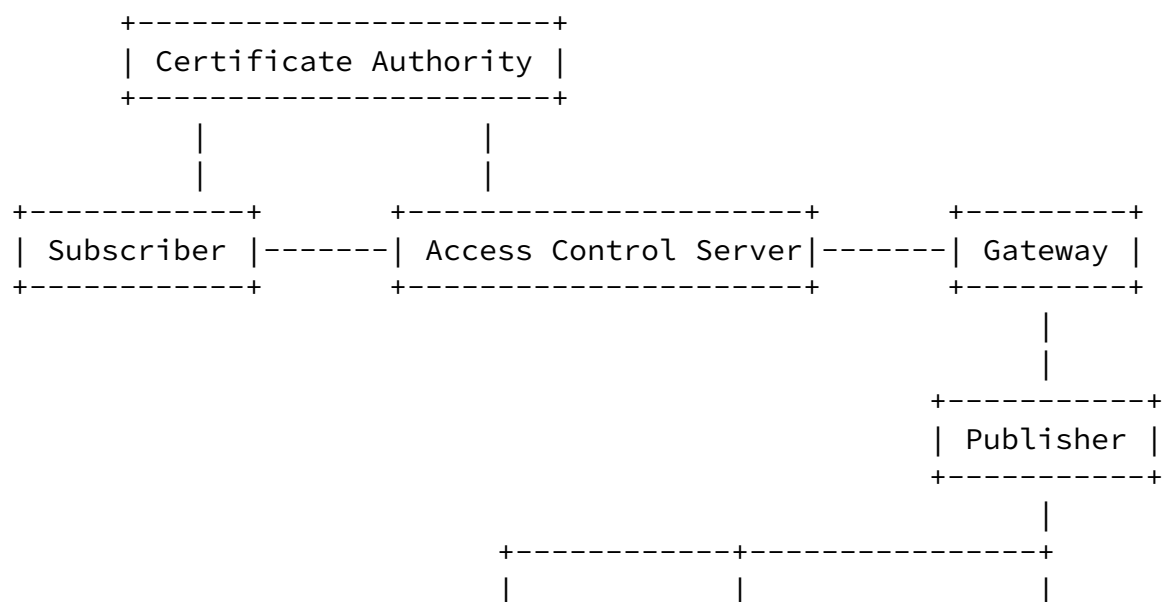 Certificate Authority
Subscriber Access Control Server Gateway
Publisher